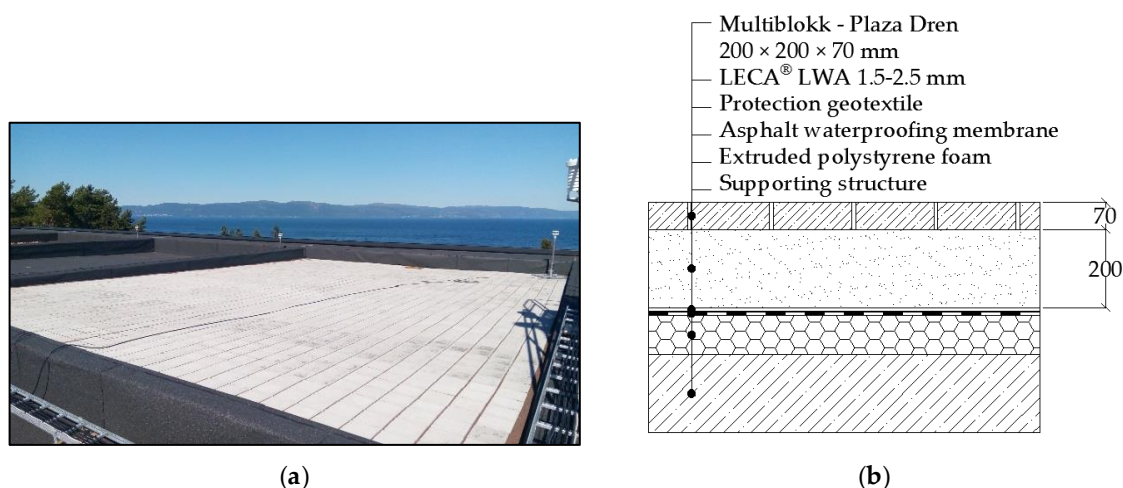 Multiblokk - Plaza Dren
200 × 200 × 70 mm
LECA® LWA 1.5-2.5 mm
Protection geotextile
Asphalt waterproofing membrane
Extruded polystyrene foam
Supporting structure
70
200
(a)
(b)